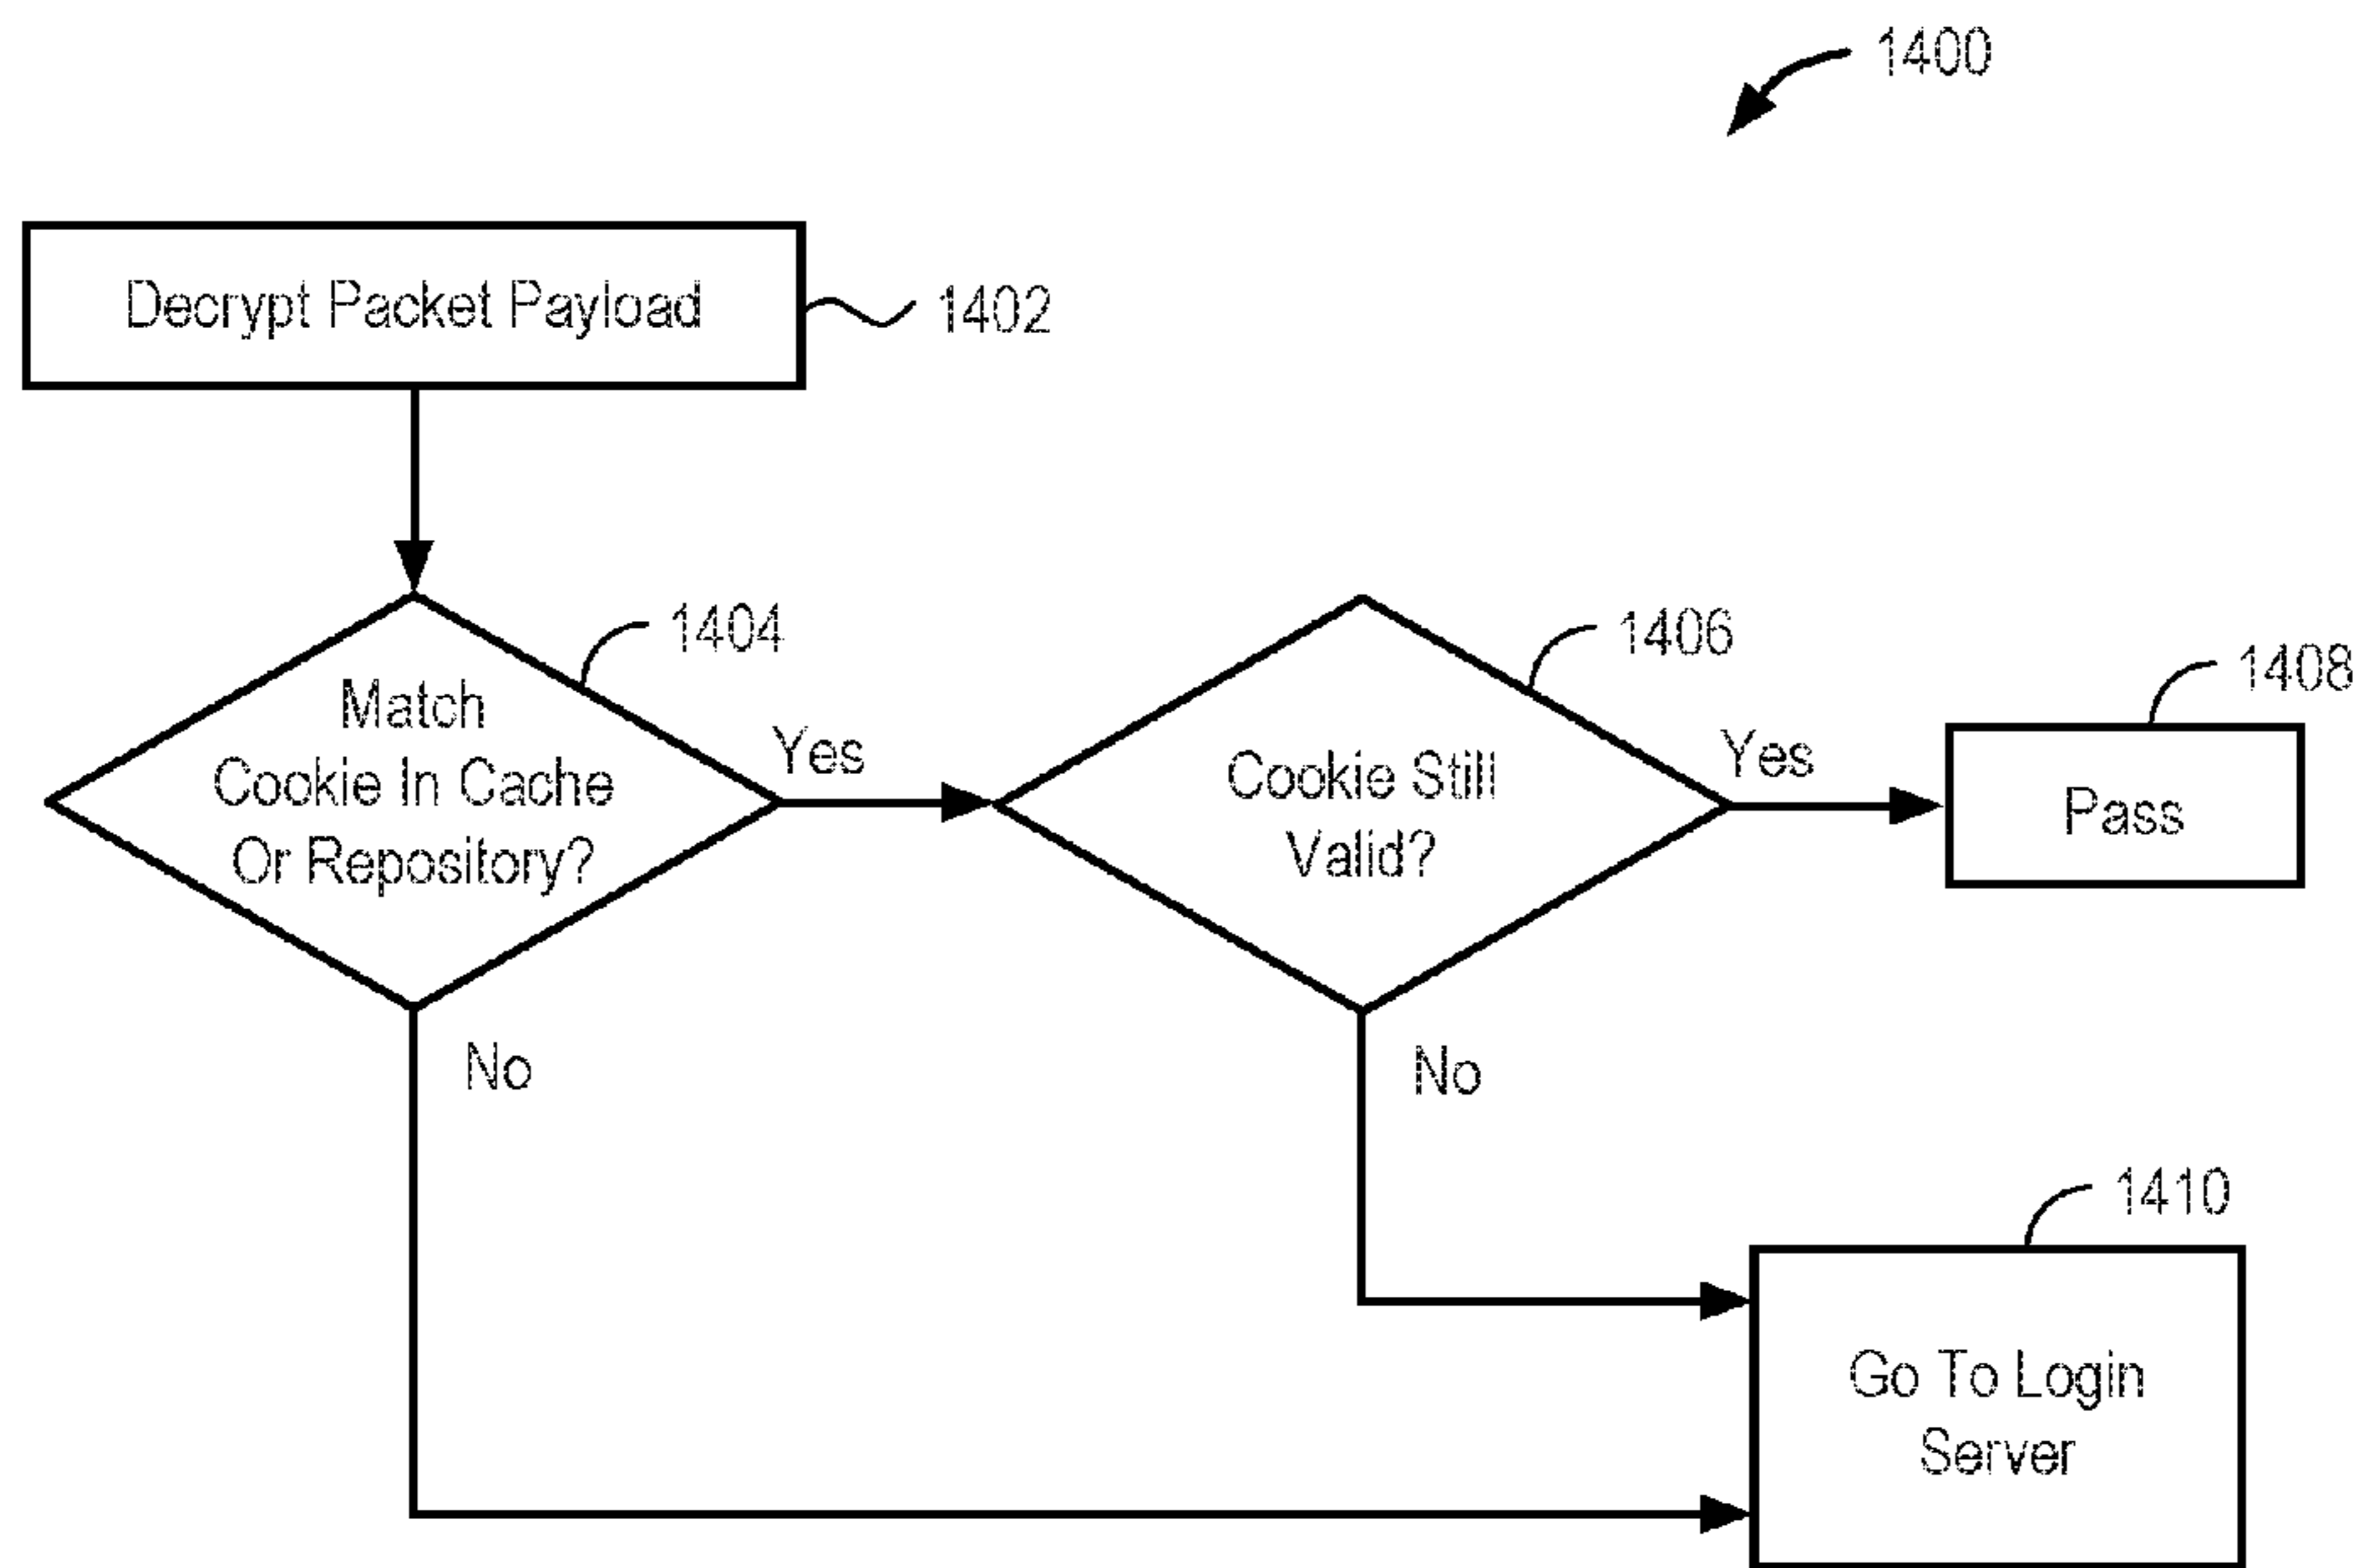 1400
Decrypt Packet Payload
1402
1404
Match
Cookie In Cache
Or Repository?
Yes
1406
Cookie Still
Valid?
Yes
1408
Pass
No
No
1410
Go To Login
Server